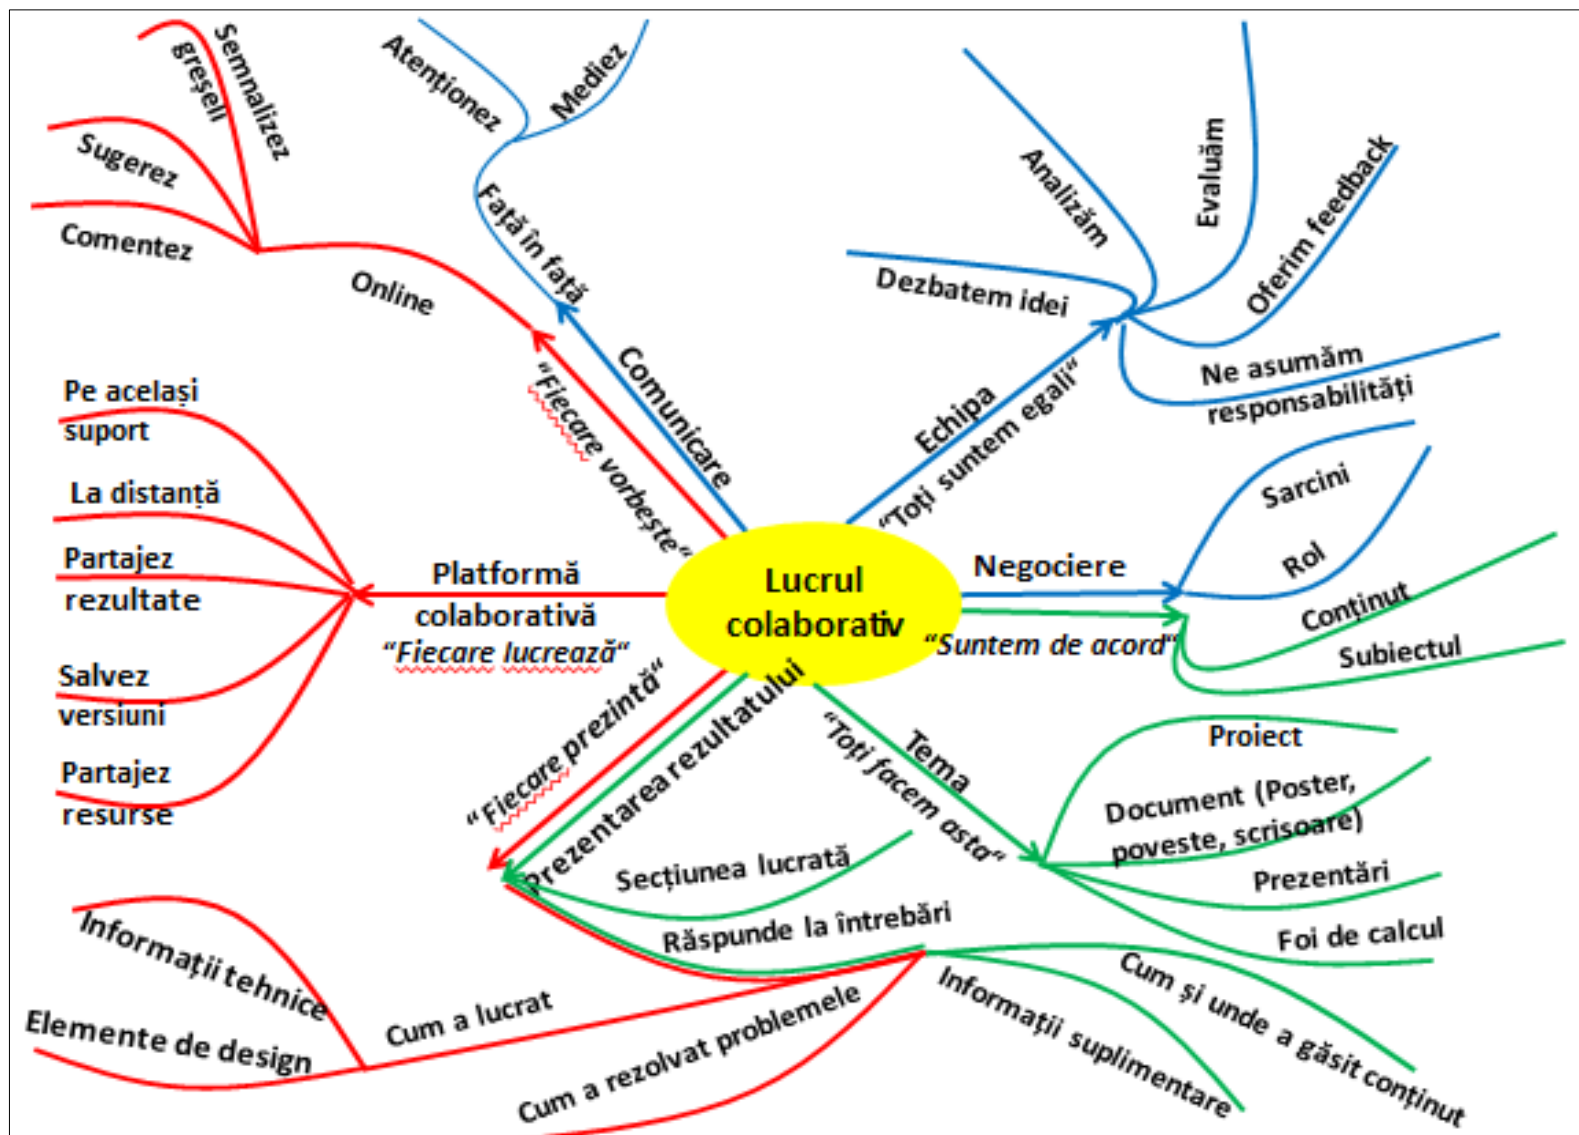 Lucrul
colaborativ
Comunicare
"Fiecare vorbește"
Față în față
Atenționez
Mediez
Online
Semnalizez
greșeli
Sugerez
Comentez
Echipa
"Toți suntem egali"
Dezbatem idei
Analizăm
Evaluăm
Oferim feedback
Ne asumăm
responsabilități
Negociere
"Suntem de acord"
Sarcini
Rol
Conținut
Subiectul
Tema
"Toți facem asta"
Proiect
Document (Poster,
poveste, scrisoare)
Prezentări
Foi de calcul
Prezentarea rezultatului
"Fiecare prezintă"
Secțiunea lucrată
Răspunde la întrebări
Cum și unde a găsit conținut
Informații suplimentare
Cum a rezolvat problemele
Cum a lucrat
Informații tehnice
Elemente de design
Platformă
colaborativă
"Fiecare lucrează"
Pe același
suport
La distanță
Partajez
rezultate
Salvez
versiuni
Partajez
resurse